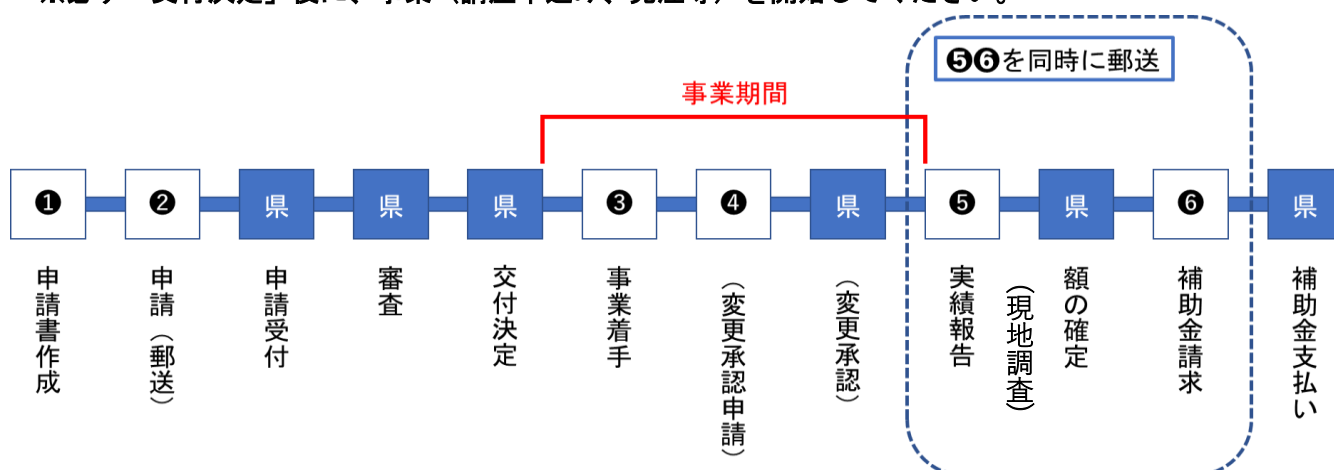 ❺❻を同時に郵送
事業期間
❶
❷
県
県
県
❸
❹
県
❺
県
❻
県
申請書作成
申請（郵送）
申請受付
審査
交付決定
事業着手
（変更承認申請）
（変更承認）
実績報告
（現地調査）
額の確定
補助金請求
補助金支払い